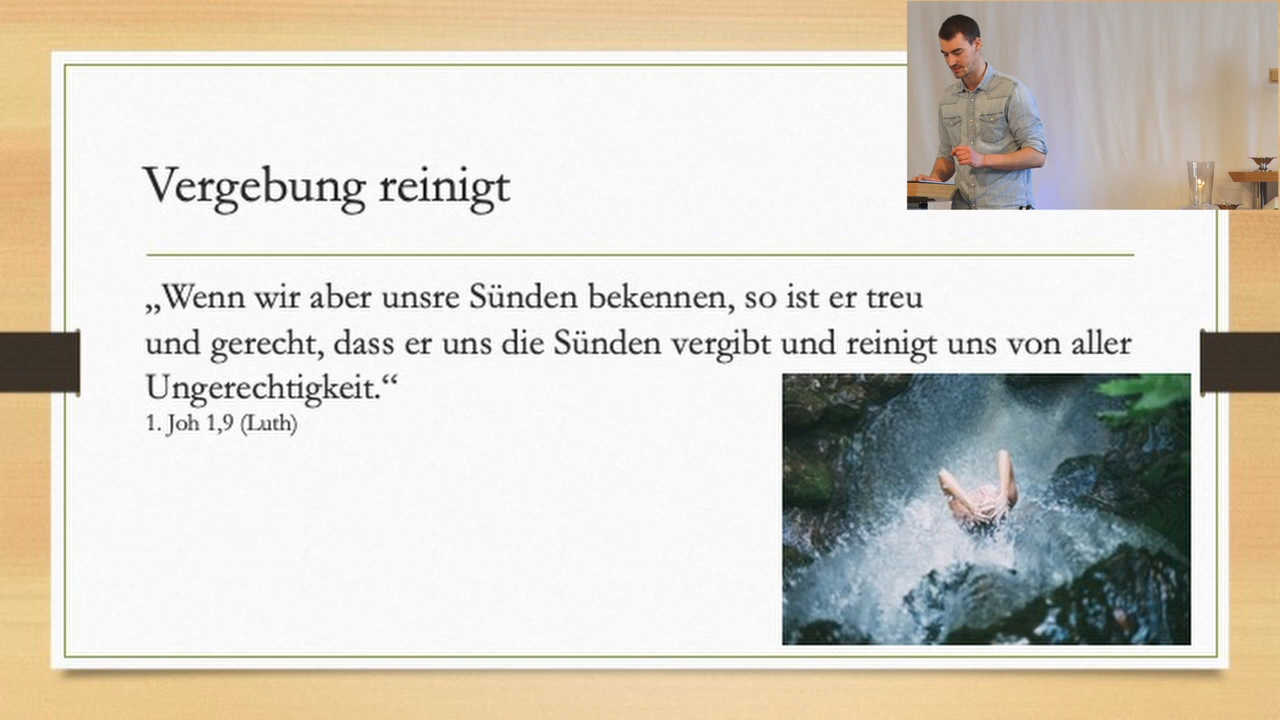 Vergebung reinigt
„Wenn wir aber unsre Sünden bekennen, so ist er treu
und gerecht, dass er uns die Sünden vergibt und reinigt uns von aller
Ungerechtigkeit.“
1. Joh 1,9 (Luth)